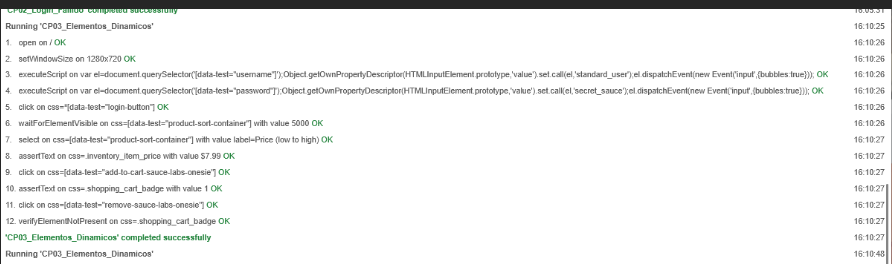 'CP02_Login_Fallido' completed successfully 16:05:31
Running 'CP03_Elementos_Dinamicos' 16:10:25
1. open on / OK 16:10:26
2. setWindowSize on 1280x720 OK 16:10:26
3. executeScript on var el=document.querySelector('[data-test="username"]');Object.getOwnPropertyDescriptor(HTMLInputElement.prototype,'value').set.call(el,'standard_user');el.dispatchEvent(new Event('input',{bubbles:true})); OK 16:10:26
4. executeScript on var el=document.querySelector('[data-test="password"]');Object.getOwnPropertyDescriptor(HTMLInputElement.prototype,'value').set.call(el,'secret_sauce');el.dispatchEvent(new Event('input',{bubbles:true})); OK 16:10:26
5. click on css=*[data-test="login-button"] OK 16:10:26
6. waitForElementVisible on css=[data-test="product-sort-container"] with value 5000 OK 16:10:26
7. select on css=[data-test="product-sort-container"] with value label=Price (low to high) OK 16:10:27
8. assertText on css=.inventory_item_price with value $7.99 OK 16:10:27
9. click on css=[data-test="add-to-cart-sauce-labs-onesie"] OK 16:10:27
10. assertText on css=.shopping_cart_badge with value 1 OK 16:10:27
11. click on css=[data-test="remove-sauce-labs-onesie"] OK 16:10:27
12. verifyElementNotPresent on css=.shopping_cart_badge OK 16:10:27
'CP03_Elementos_Dinamicos' completed successfully 16:10:27
Running 'CP03_Elementos_Dinamicos' 16:10:48